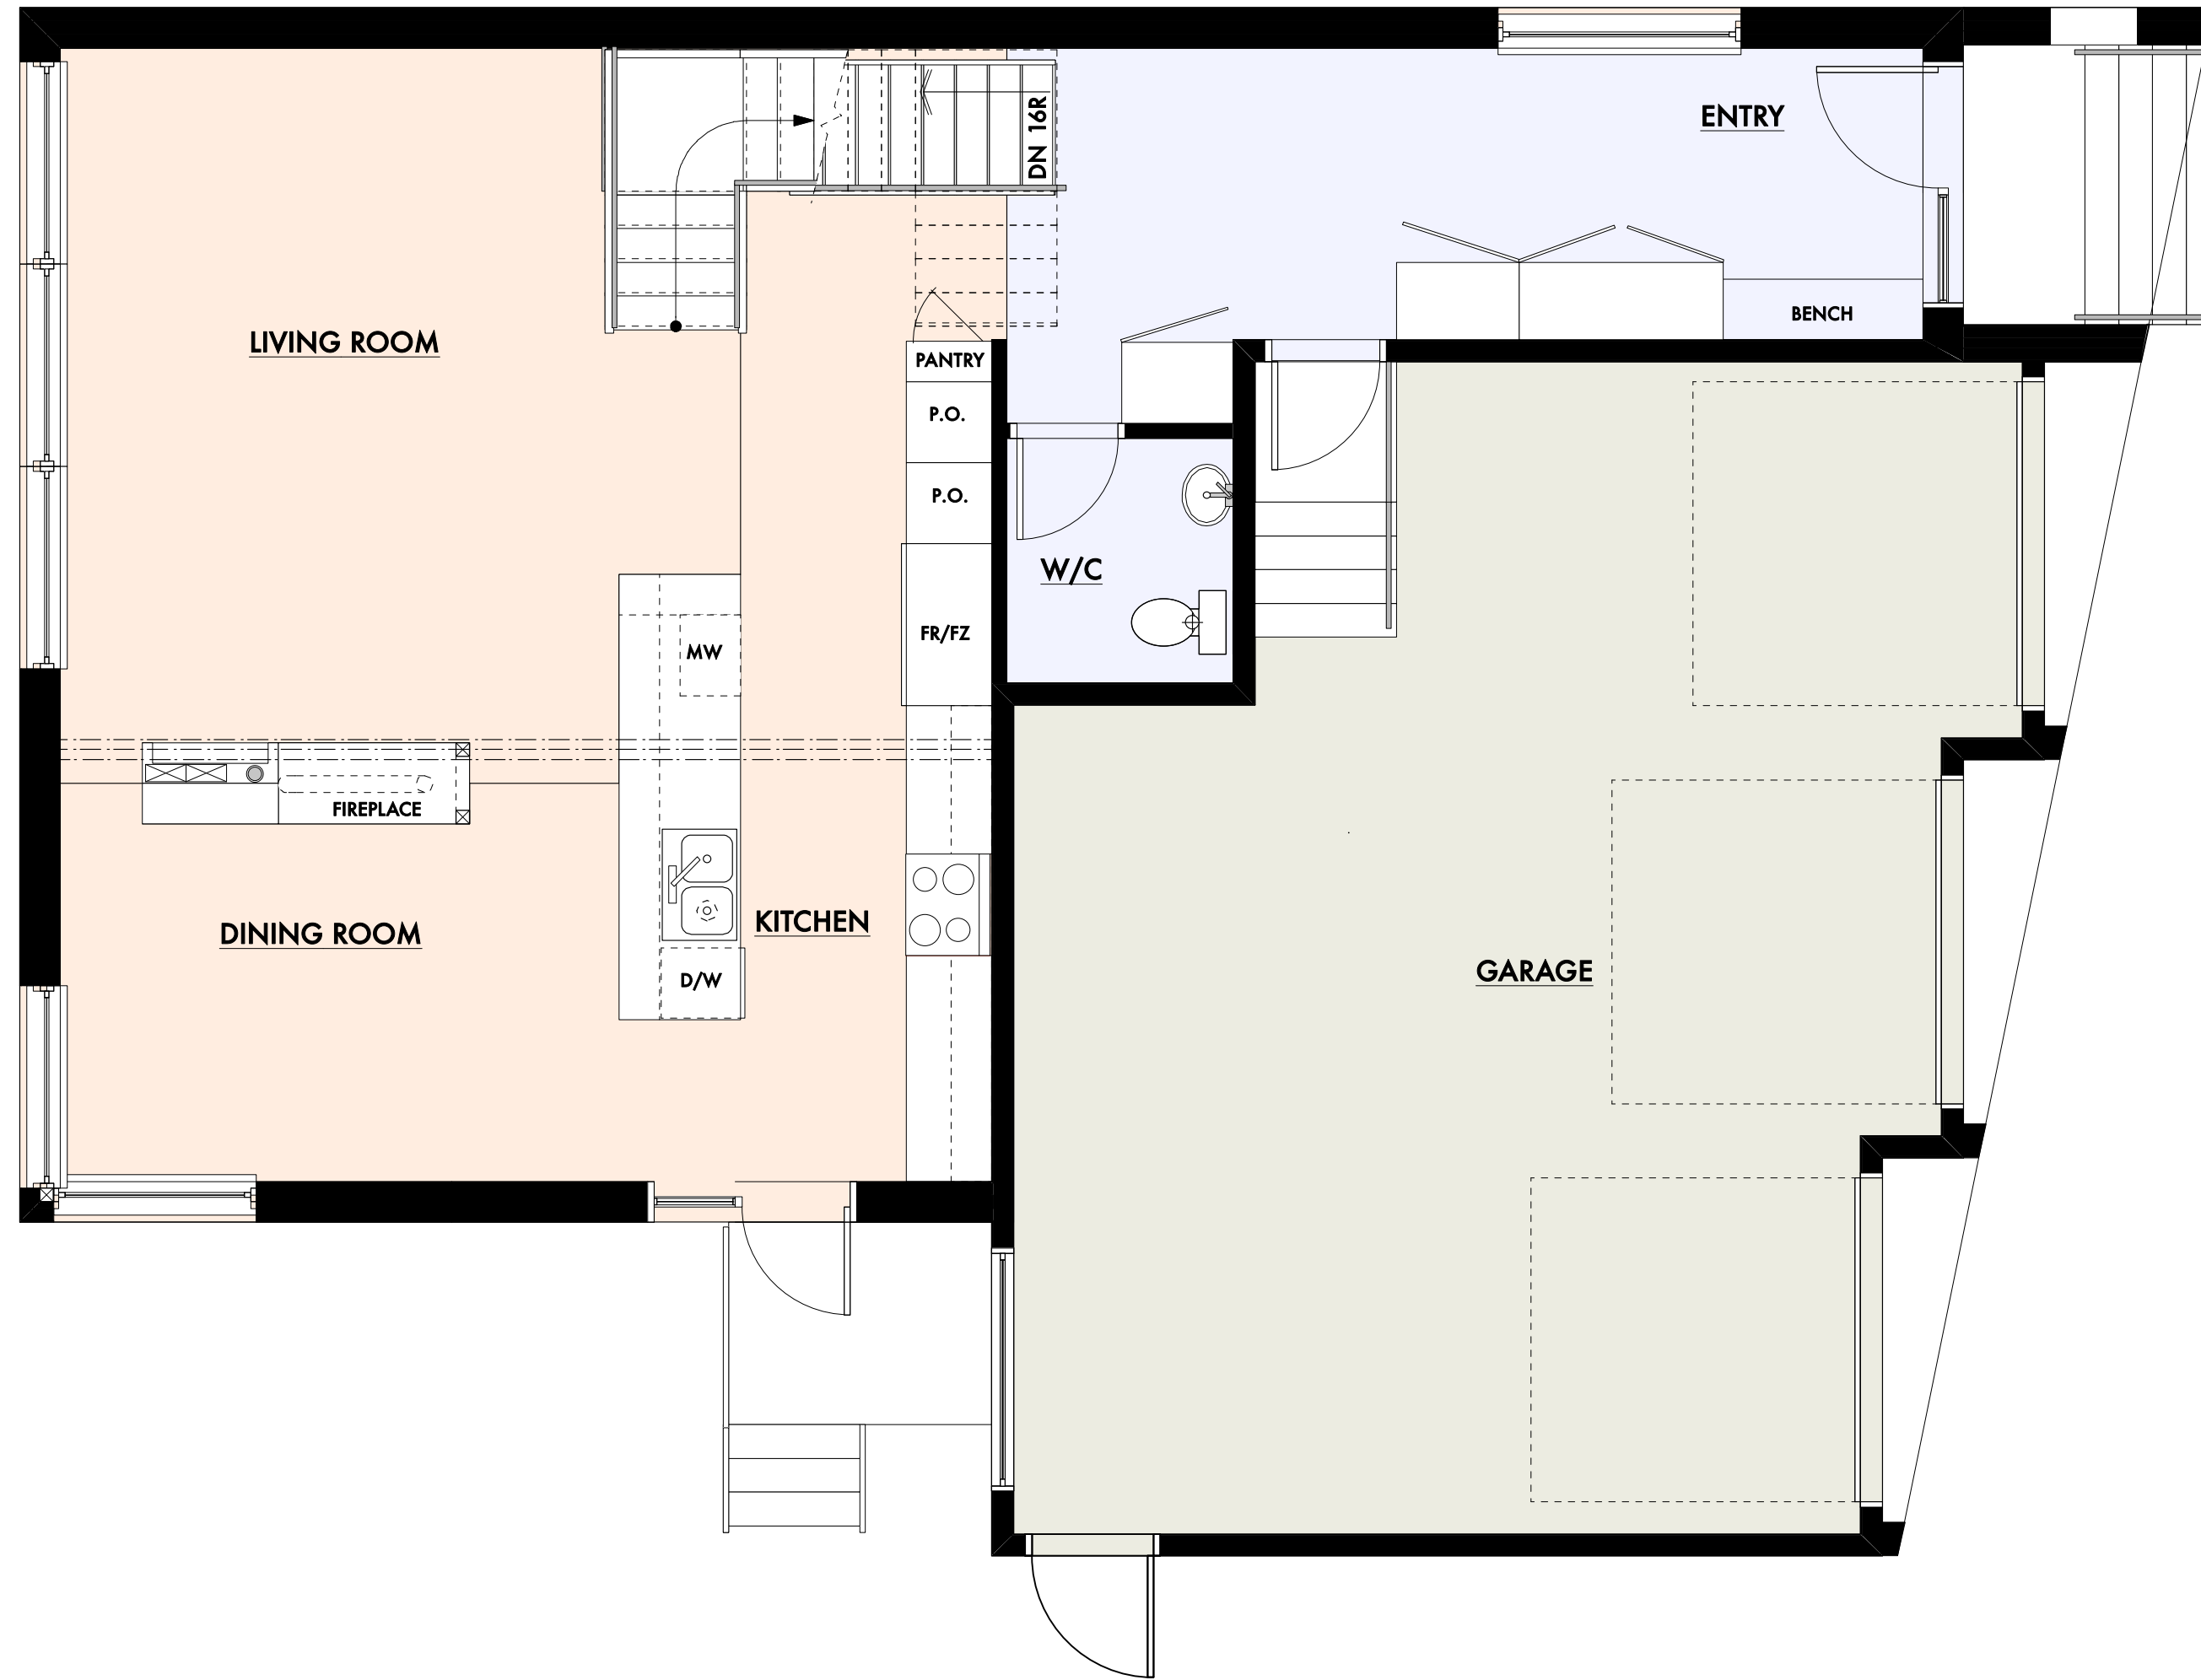 DN 16R
ENTRY
BENCH
LIVING ROOM
PANTRY
P.O.
P.O.
W/C
FR/FZ
MW
FIREPLACE
DINING ROOM
KITCHEN
D/W
GARAGE